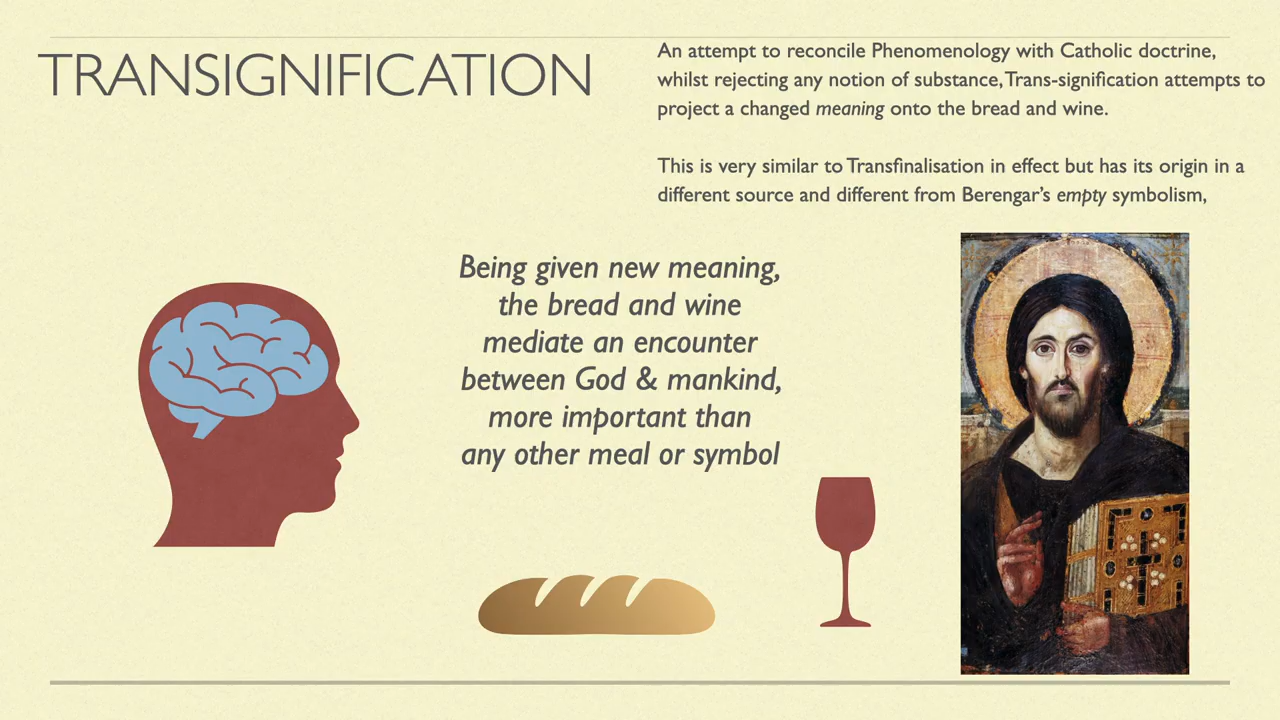 TRANSIGNIFICATION
An attempt to reconcile Phenomenology with Catholic doctrine,
whilst rejecting any notion of substance, Trans-signification attempts to
project a changed meaning onto the bread and wine.
This is very similar to Transfinalisation in effect but has its origin in a
different source and different from Berengar’s empty symbolism,
Being given new meaning,
the bread and wine
mediate an encounter
between God & mankind,
more important than
any other meal or symbol